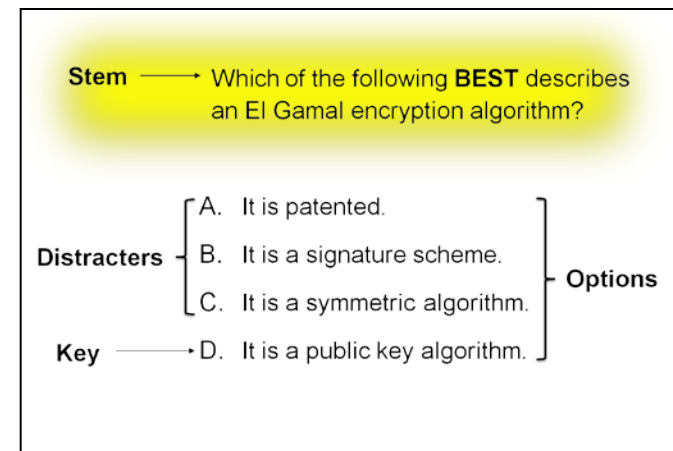 Stem Which of the following BEST describes
an El Gamal encryption algorithm?
A. It is patented.
Distracters B. It is a signature scheme.
Options
C. It is a symmetric algorithm.
Key D. It is a public key algorithm.